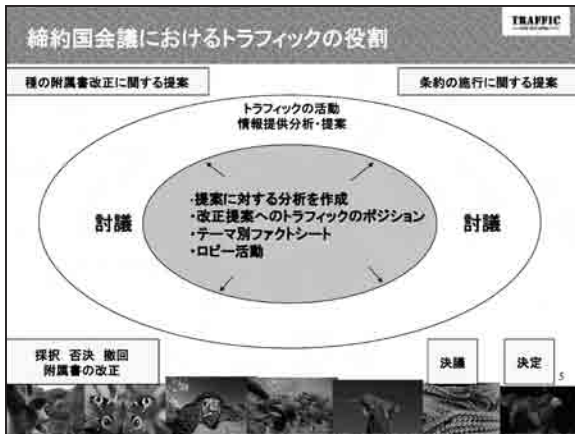 TRAFFIC
締約国会議におけるトラフィックの役割
種の附属書改正に関する提案
条約の施行に関する提案
トラフィックの活動
情報提供分析・提案
・提案に対する分析を作成
・改正提案へのトラフィックのポジション
・テーマ別ファクトシート
・ロビー活動
討議
討議
採択 否決 撤回
附属書の改正
決議
決定
5